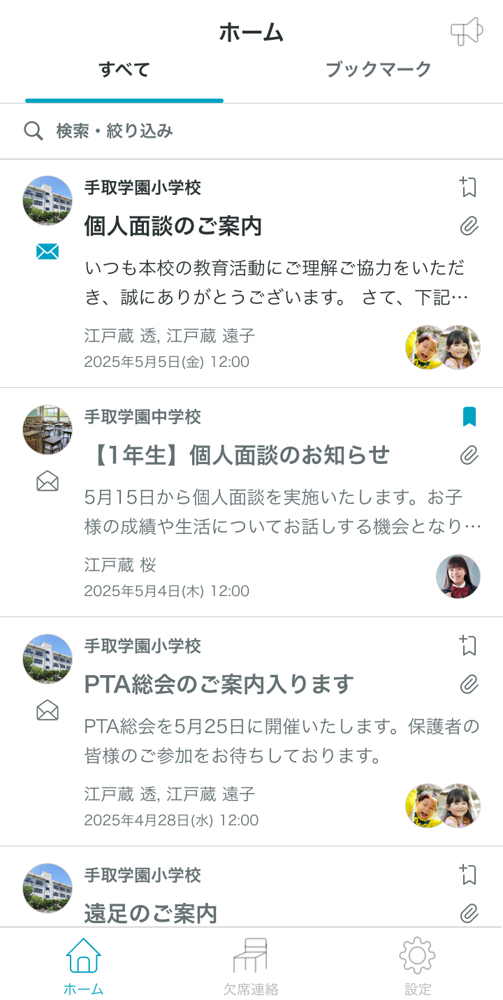 ホーム
すべて
ブックマーク
検索・絞り込み
手取学園小学校
個人面談のご案内
いつも本校の教育活動にご理解ご協力をいただ
き、誠にありがとうございます。 さて、下記…
江戸蔵 透, 江戸蔵 遠子
2025年5月5日(金) 12:00
手取学園中学校
【1年生】個人面談のお知らせ
5月15日から個人面談を実施いたします。お子
様の成績や生活についてお話しする機会となり…
江戸蔵 桜
2025年5月4日(木) 12:00
手取学園小学校
PTA総会のご案内入ります
PTA総会を5月25日に開催いたします。保護者の
皆様のご参加をお待ちしております。
江戸蔵 透, 江戸蔵 遠子
2025年4月28日(水) 12:00
手取学園小学校
遠足のご案内
ホーム
欠席連絡
設定